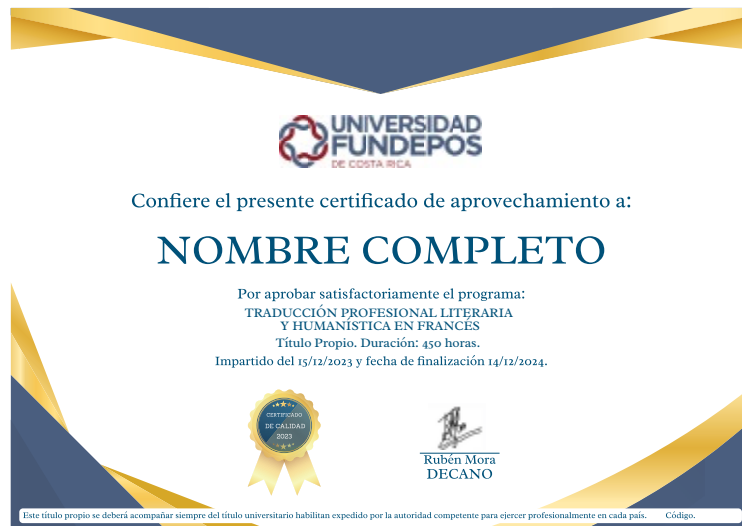 UNIVERSIDAD
FUNDEPOS
DE COSTA RICA
Confiere el presente certificado de aprovechamiento a:
NOMBRE COMPLETO
Por aprobar satisfactoriamente el programa:
TRADUCCIÓN PROFESIONAL LITERARIA
Y HUMANÍSTICA EN FRANCÉS
Título Propio. Duración: 450 horas.
Impartido del 15/12/2023 y fecha de finalización 14/12/2024.
CERTIFICADO
DE CALIDAD
2023
Rubén Mora
DECANO
Este título propio se deberá acompañar siempre del título universitario habilitan expedido por la autoridad competente para ejercer profesionalmente en cada país. Código.